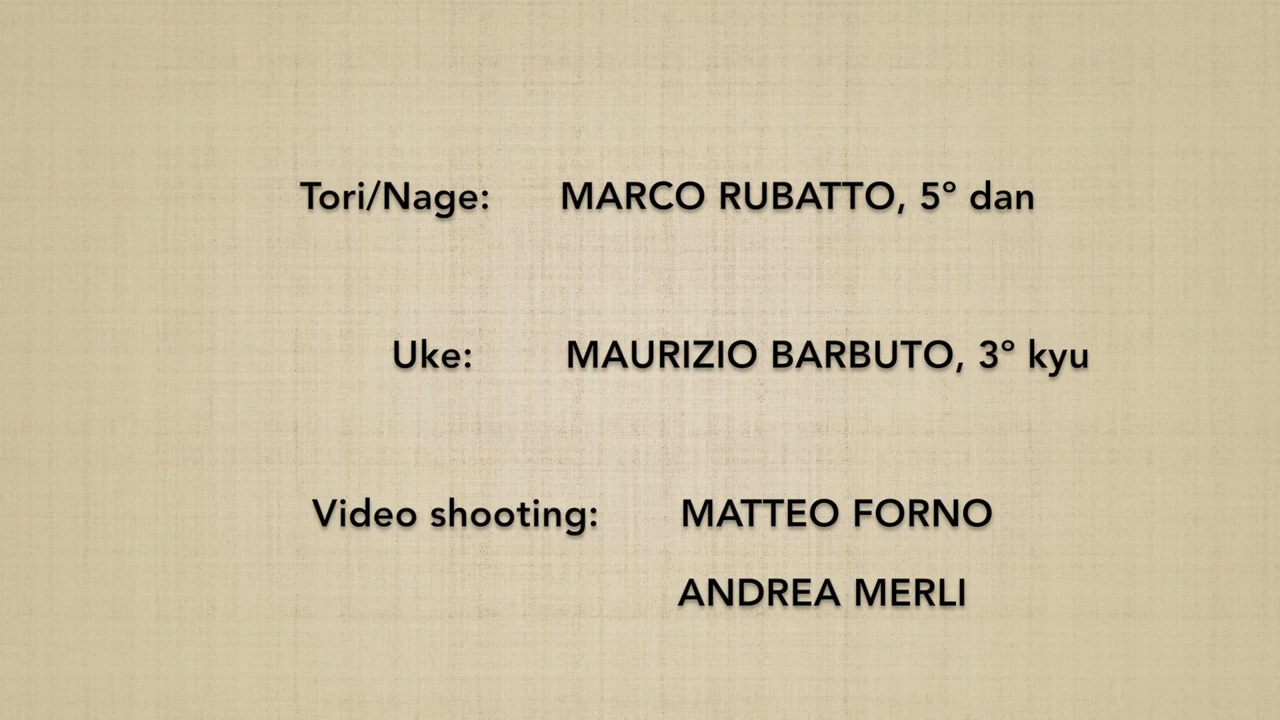 Tori/Nage: MARCO RUBATTO, 5° dan
Uke: MAURIZIO BARBUTO, 3° kyu
Video shooting: MATTEO FORNO
ANDREA MERLI